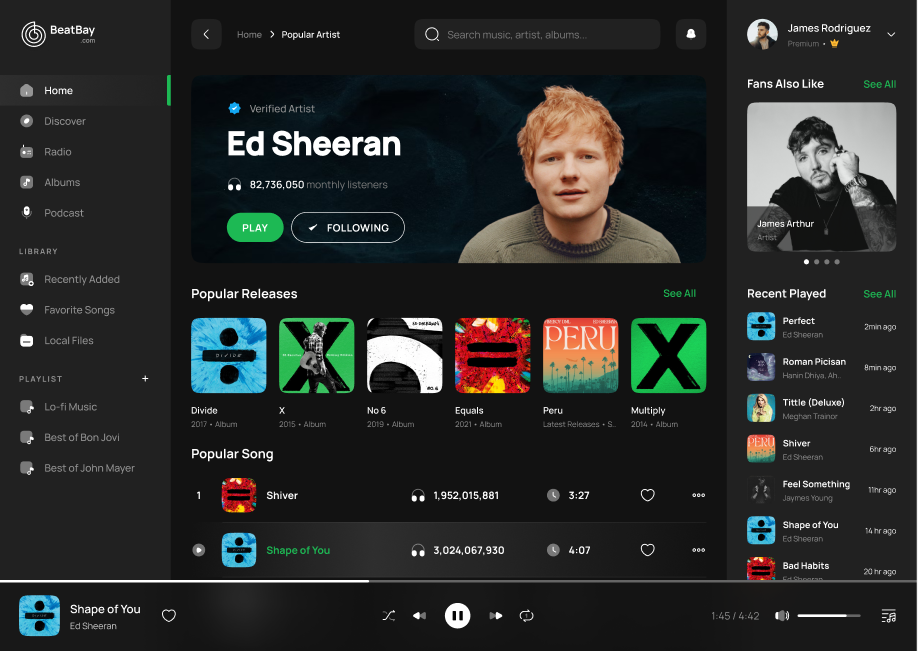 BeatBay
.com
Home
Discover
Radio
Albums
Podcast
LIBRARY
Recently Added
Favorite Songs
Local Files
PLAYLIST +
Lo-fi Music
Best of Bon Jovi
Best of John Mayer
Home > Popular Artist
Search music, artist, albums...
Verified Artist
Ed Sheeran
82,736,050 monthly listeners
PLAY
FOLLOWING
Popular Releases
See All
DIVIDE
PERU
NO.6
Divide
2017 • Album
X
2015 • Album
No 6
2019 • Album
Equals
2021 • Album
Peru
Latest Releases • S..
Multiply
2014 • Album
Popular Song
1 Shiver 1,952,015,881 3:27
Shape of You 3,024,067,930 4:07
James Rodriguez
Premium •
Fans Also Like
See All
James Arthur
Artist
Recent Played
See All
Perfect
Ed Sheeran
2min ago
Roman Picisan
Hanin Dhiya, Ah..
8min ago
Tittle (Deluxe)
Meghan Trainor
2hr ago
PERU
Shiver
Ed Sheeran
6hr ago
Feel Something
Jaymes Young
11hr ago
Shape of You
Ed Sheeran
14 hr ago
Bad Habits
Ed Sheeran
20 hr ago
Shape of You
Ed Sheeran
1:45 / 4:42